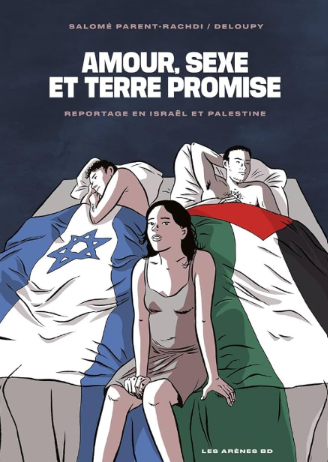 SALOMÉ PARENT-RACHDI / DELOUPY
AMOUR, SEXE
ET TERRE PROMISE
REPORTAGE EN ISRAËL ET PALESTINE
LES ARÈNES BD